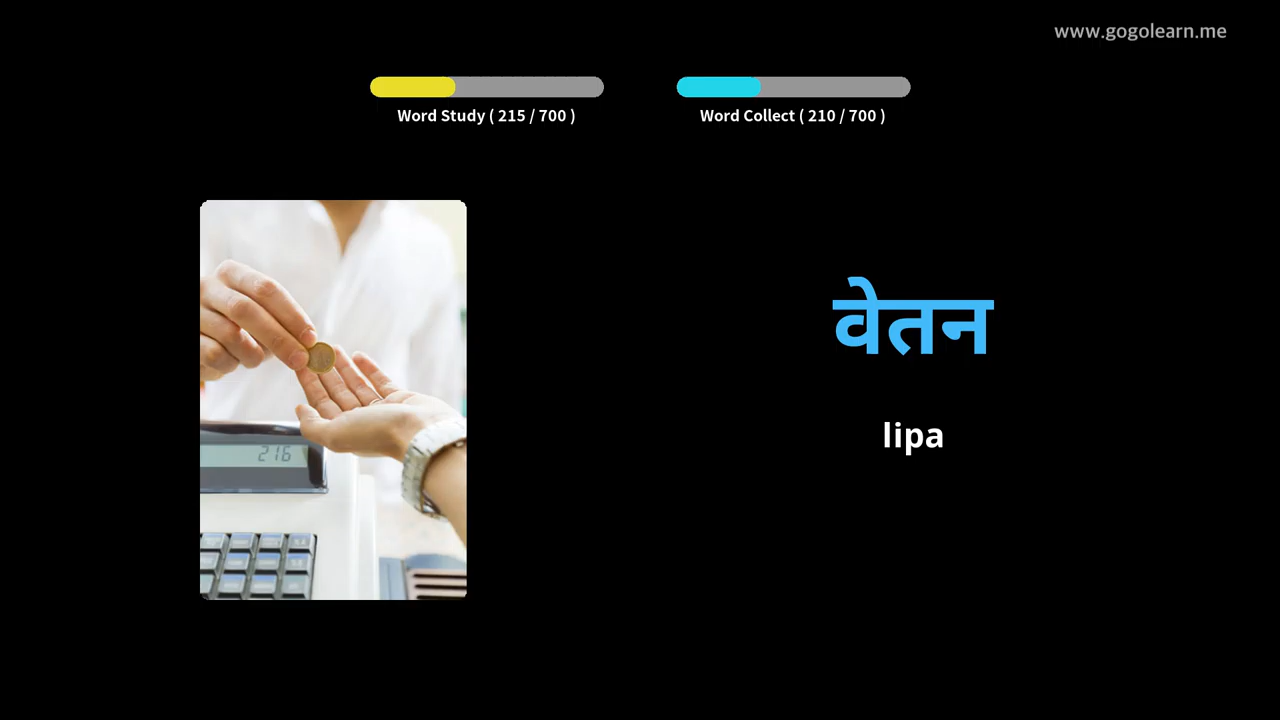 www.gogolearn.me
Word Study ( 215 / 700 )
Word Collect ( 210 / 700 )
वेतन
lipa
216